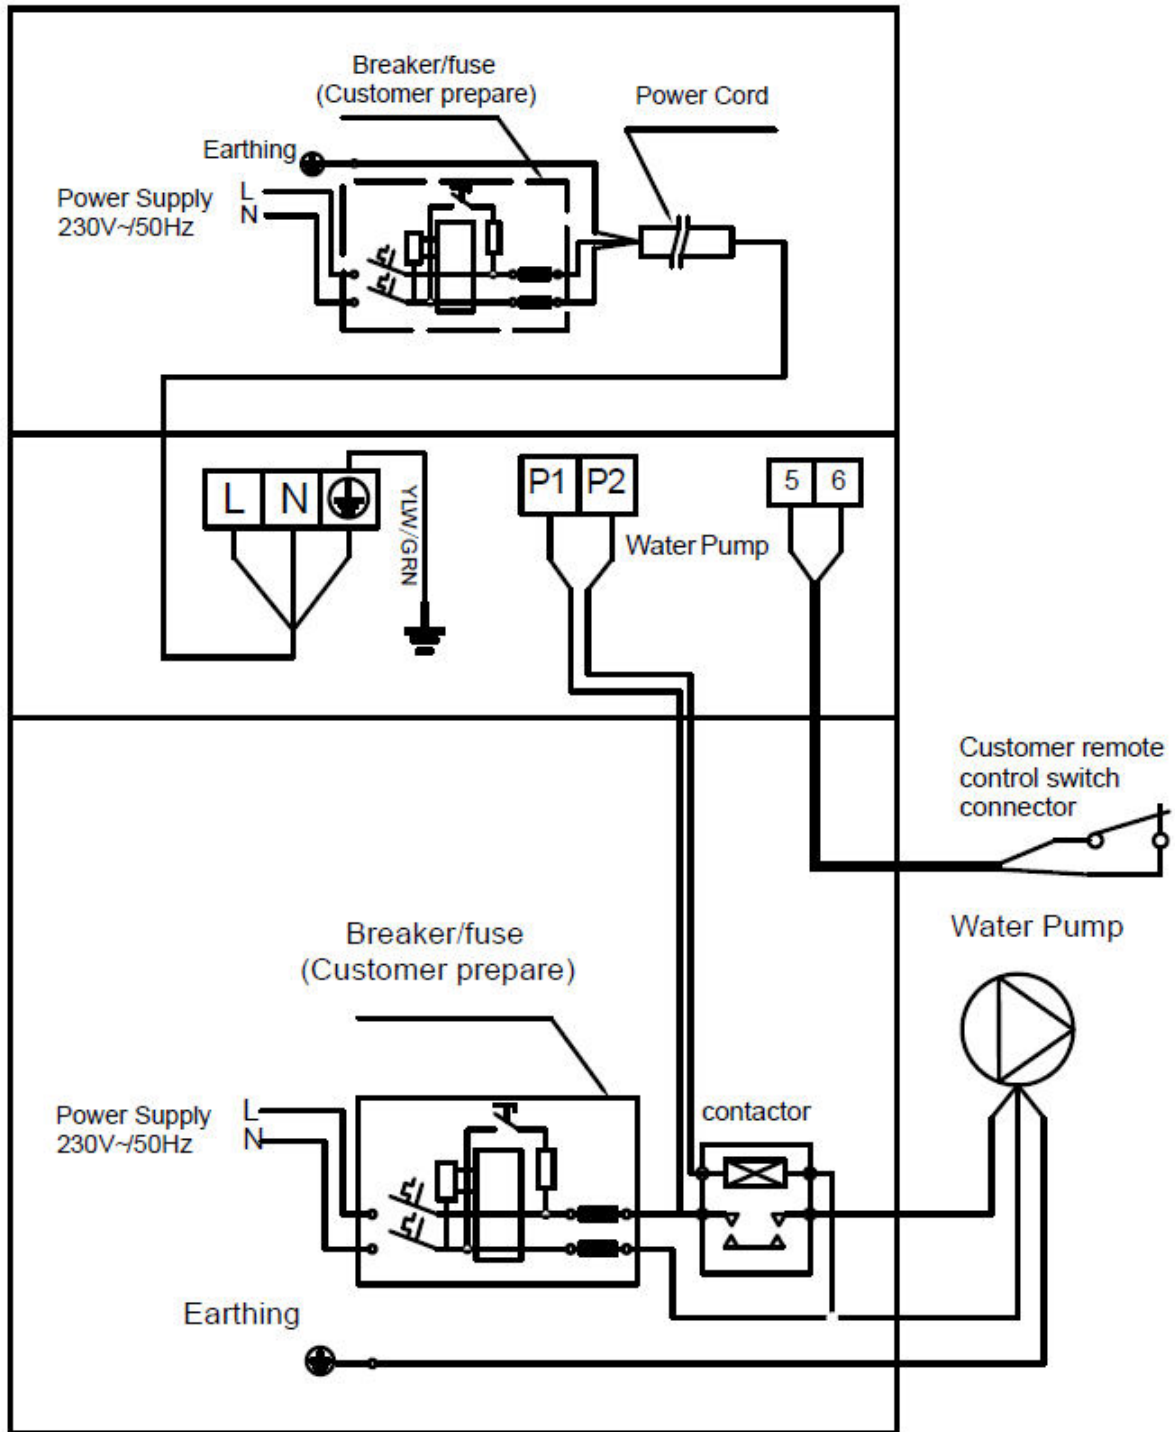 Breaker/fuse
(Customer prepare)
Power Cord
Earthing
Power Supply
230V~/50Hz
L
N
L N
P1 P2
5 6
YLW/GRN
Water Pump
Customer remote
control switch
connector
Water Pump
Breaker/fuse
(Customer prepare)
Power Supply
230V~/50Hz
L
N
contactor
Earthing